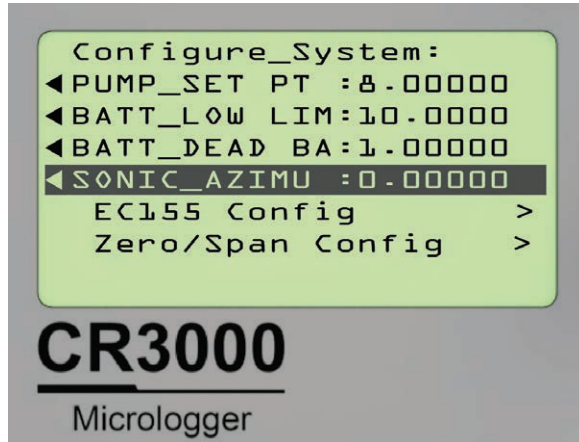 Configure_System:
◄PUMP_SET PT :8.00000
◄BATT_LOW LIM:10.00000
◄BATT_DEAD BA:1.00000
◄SONIC_AZIMU :0.00000
EC155 Config >
Zero/Span Config >
CR3000
Micrologger